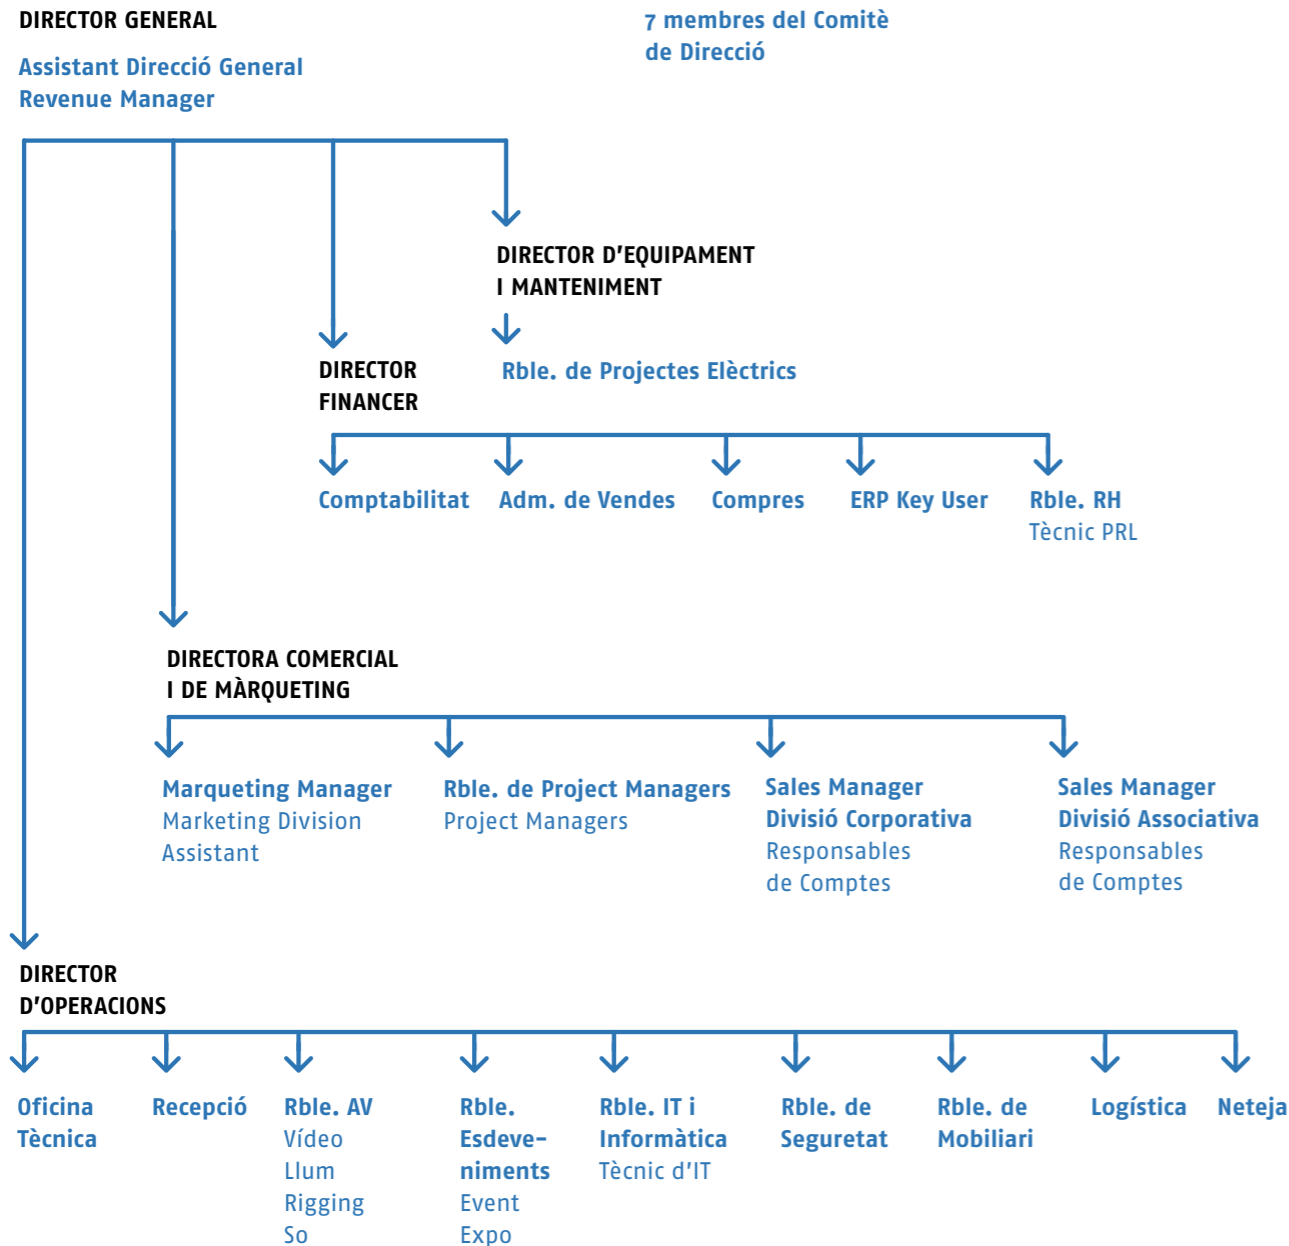 DIRECTOR GENERAL
Assistant Direcció General
Revenue Manager
7 membres del Comitè
de Direcció
DIRECTOR D'EQUIPAMENT
I MANTENIMENT
Rble. de Projectes Elèctrics
DIRECTOR
FINANCER
Comptabilitat
Adm. de Vendes
Compres
ERP Key User
Rble. RH
Tècnic PRL
DIRECTORA COMERCIAL
I DE MÀRQUETING
Marqueting Manager
Marketing Division
Assistant
Rble. de Project Managers
Project Managers
Sales Manager
Divisió Corporativa
Responsables
de Comptes
Sales Manager
Divisió Associativa
Responsables
de Comptes
DIRECTOR
D'OPERACIONS
Oficina
Tècnica
Recepció
Rble. AV
Vídeo
Llum
Rigging
So
Rble.
Esdeve-
niments
Event
Expo
Rble. IT i
Informàtica
Tècnic d'IT
Rble. de
Seguretat
Rble. de
Mobiliari
Logística
Neteja